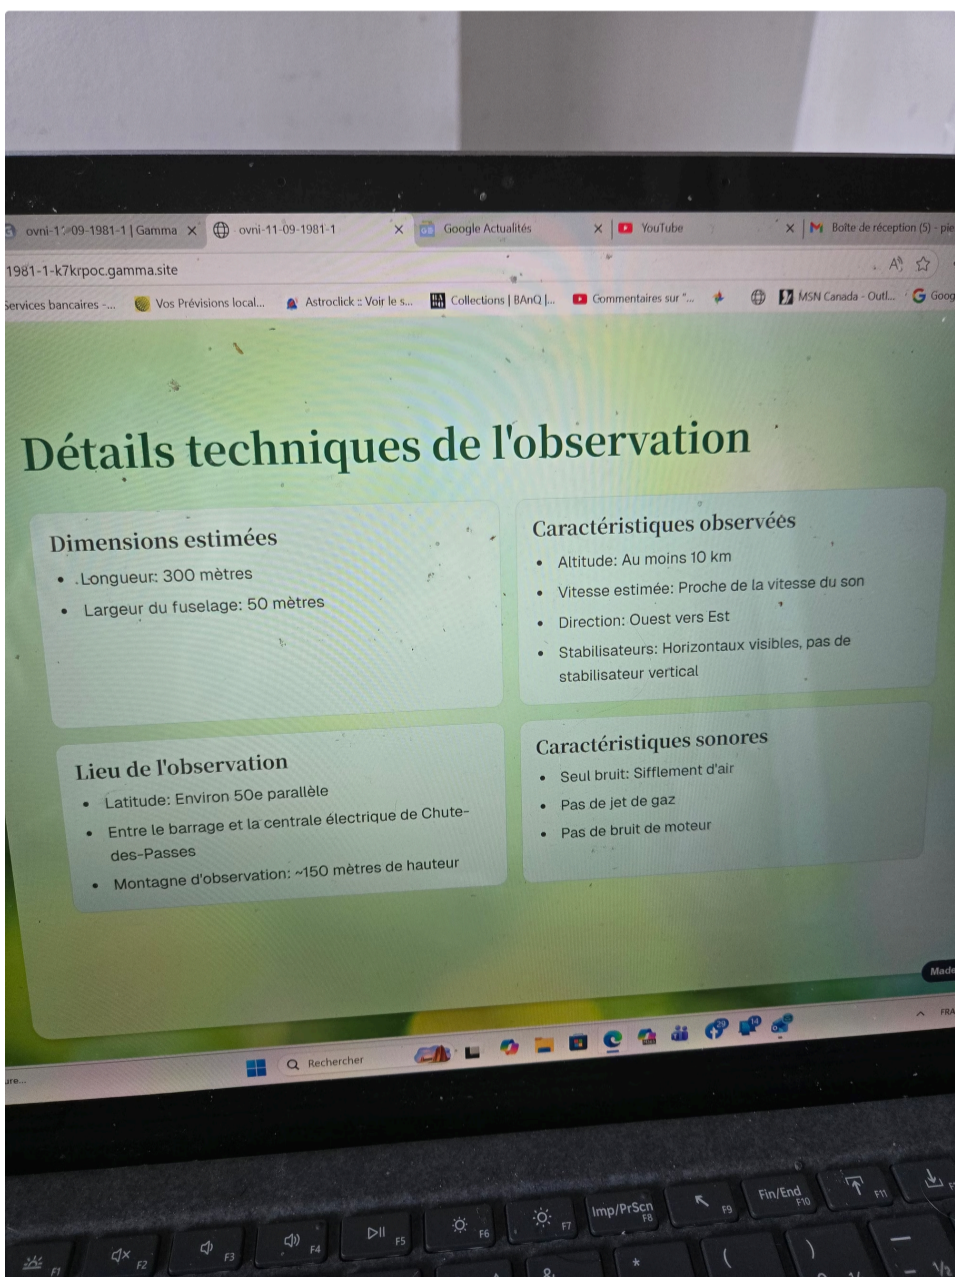 ovni-11-09-1981-1 | Gamma
ovni-11-09-1981-1
Google Actualités
YouTube
Boîte de réception (5) - pie
1981-1-k7krpoc.gamma.site
Services bancaires -...
Vos Prévisions local...
Astroclick :: Voir le s...
Collections | BAnQ |...
Commentaires sur "...
MSN Canada - Outl...
Goog
Détails techniques de l'observation
Dimensions estimées
• Longueur: 300 mètres
• Largeur du fuselage: 50 mètres
Caractéristiques observées
• Altitude: Au moins 10 km
• Vitesse estimée: Proche de la vitesse du son
• Direction: Ouest vers Est
• Stabilisateurs: Horizontaux visibles, pas de
stabilisateur vertical
Lieu de l'observation
• Latitude: Environ 50e parallèle
• Entre le barrage et la centrale électrique de Chute-
des-Passes
• Montagne d'observation: ~150 mètres de hauteur
Caractéristiques sonores
• Seul bruit: Sifflement d'air
• Pas de jet de gaz
• Pas de bruit de moteur
Made
Rechercher
29
14
FRA
ure...
F1
F2
F3
F4
F5
F6
F7
Imp/PrScn
F8
F9
Fin/End
F10
F11
&
*
(
)
½